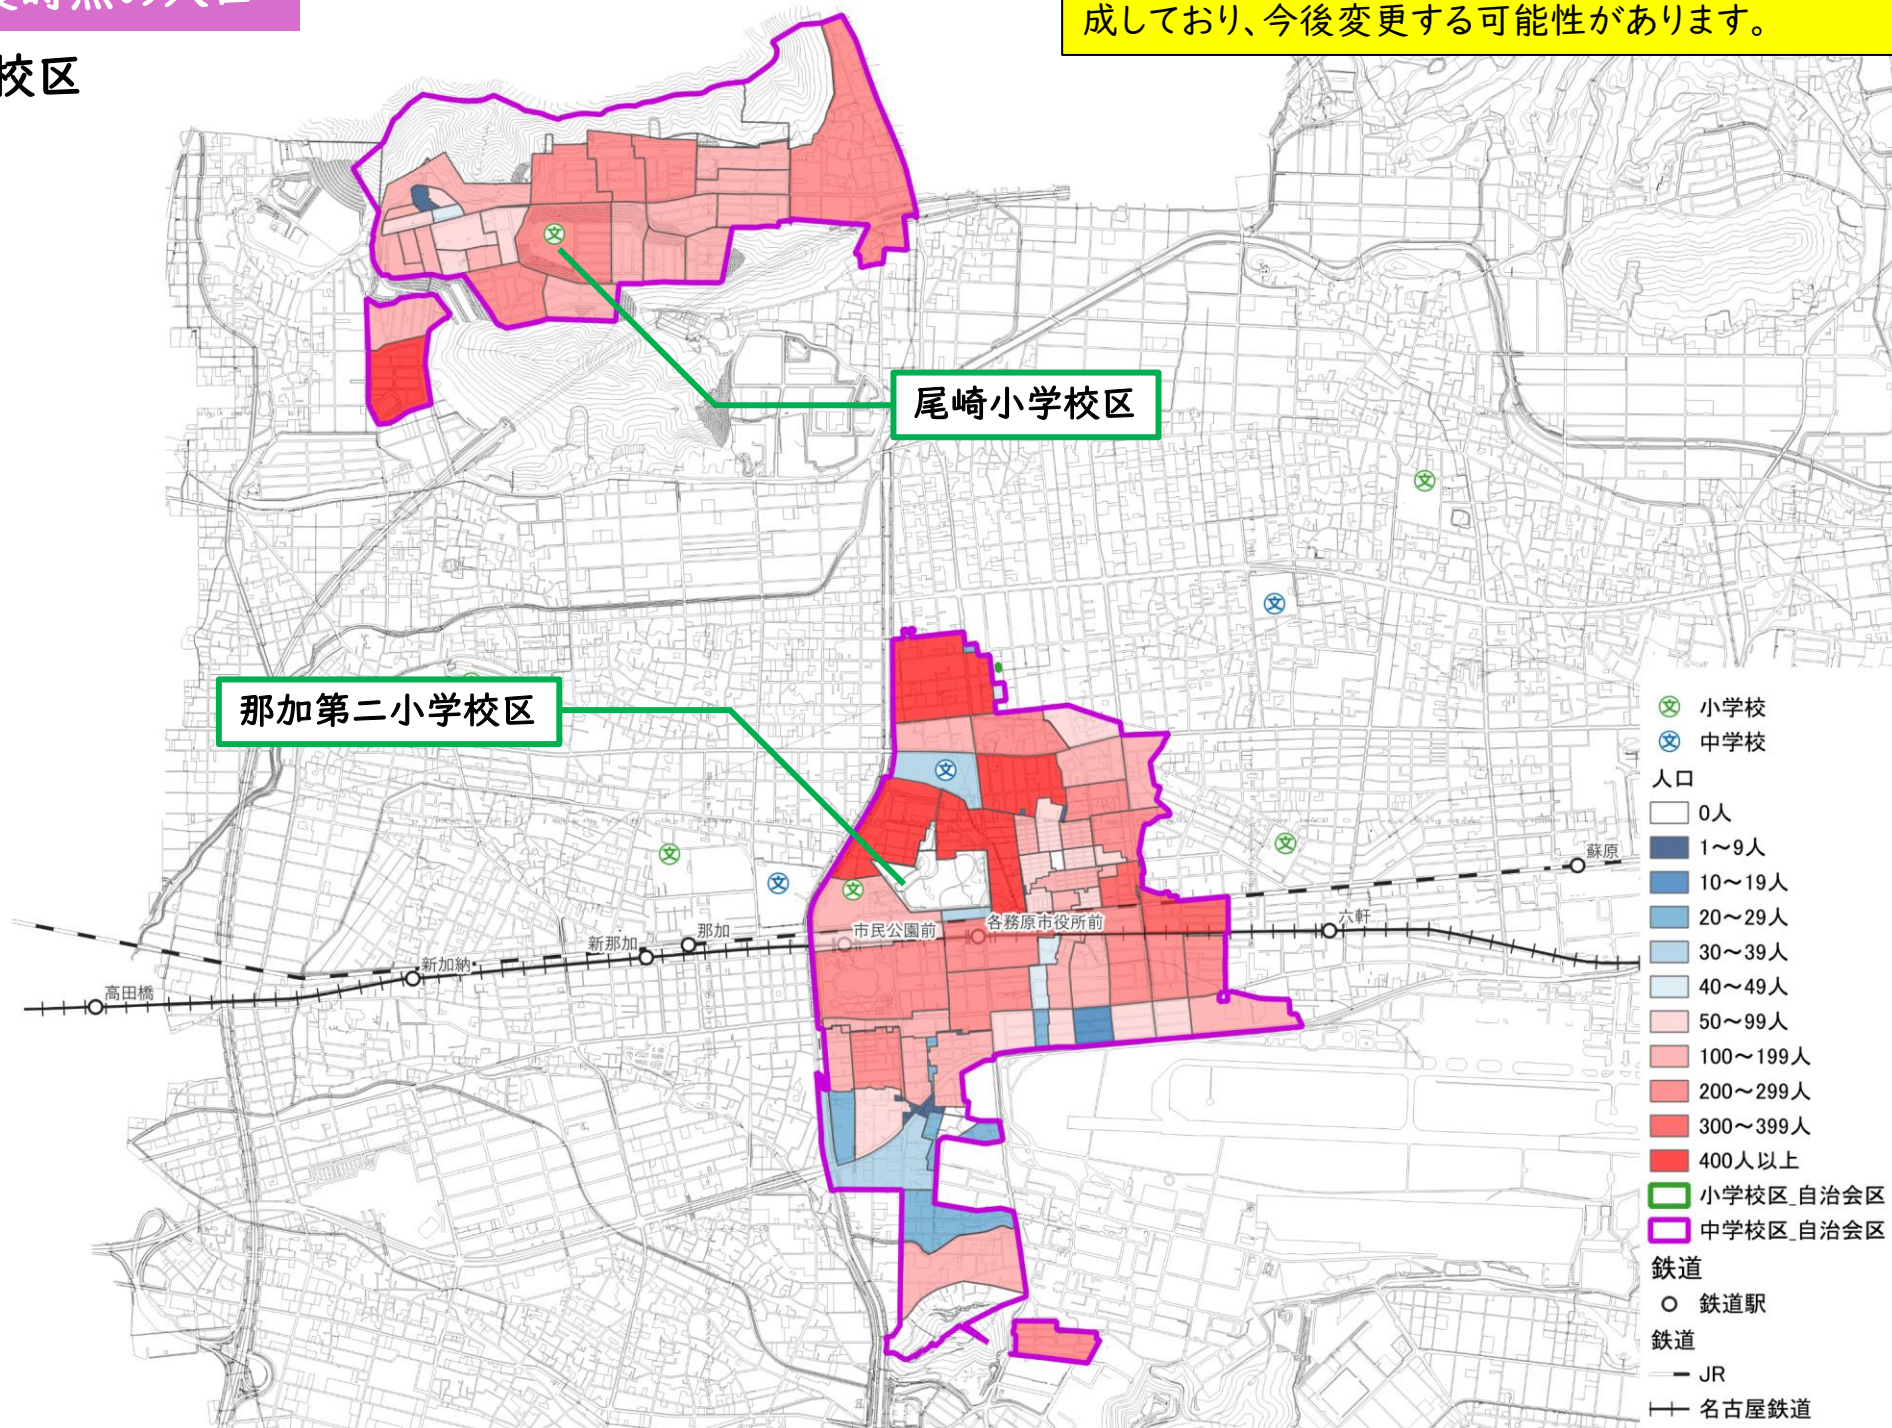 校区
成しており、今後変更する可能性があります。
尾崎小学校区
那加第二小学校区
蘇原
六軒
各務原市役所前
市民公園前
那加
新那加
新加納
高田橋
小学校
中学校
人口
0人
1～9人
10～19人
20～29人
30～39人
40～49人
50～99人
100～199人
200～299人
300～399人
400人以上
小学校区_自治会区
中学校区_自治会区
鉄道
鉄道駅
鉄道
JR
名古屋鉄道